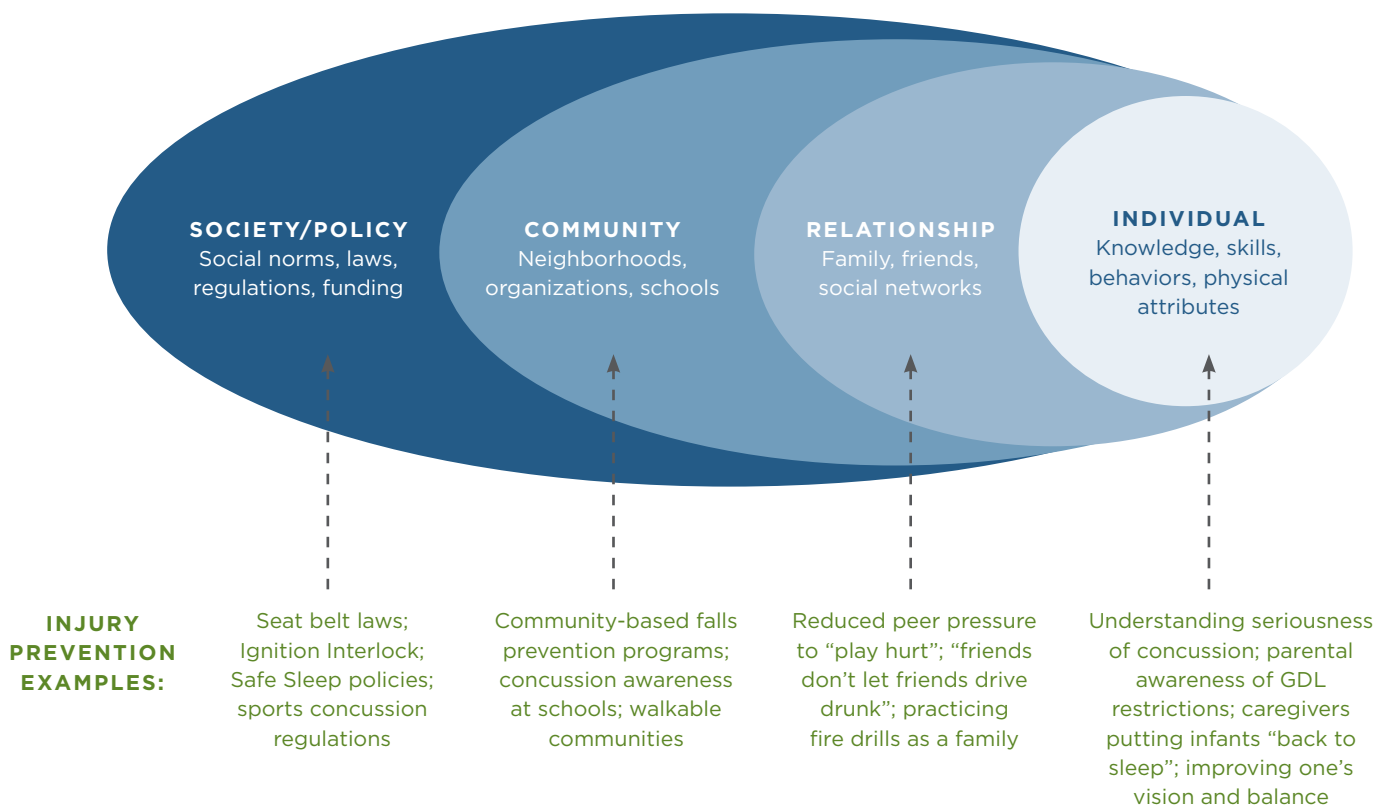 SOCIETY/POLICY
Social norms, laws,
regulations, funding
COMMUNITY
Neighborhoods,
organizations, schools
RELATIONSHIP
Family, friends,
social networks
INDIVIDUAL
Knowledge, skills,
behaviors, physical
attributes
INJURY
PREVENTION
EXAMPLES:
Seat belt laws;
Ignition Interlock;
Safe Sleep policies;
sports concussion
regulations
Community-based falls
prevention programs;
concussion awareness
at schools; walkable
communities
Reduced peer pressure
to “play hurt”; “friends
don’t let friends drive
drunk”; practicing
fire drills as a family
Understanding seriousness
of concussion; parental
awareness of GDL
restrictions; caregivers
putting infants “back to
sleep”; improving one’s
vision and balance